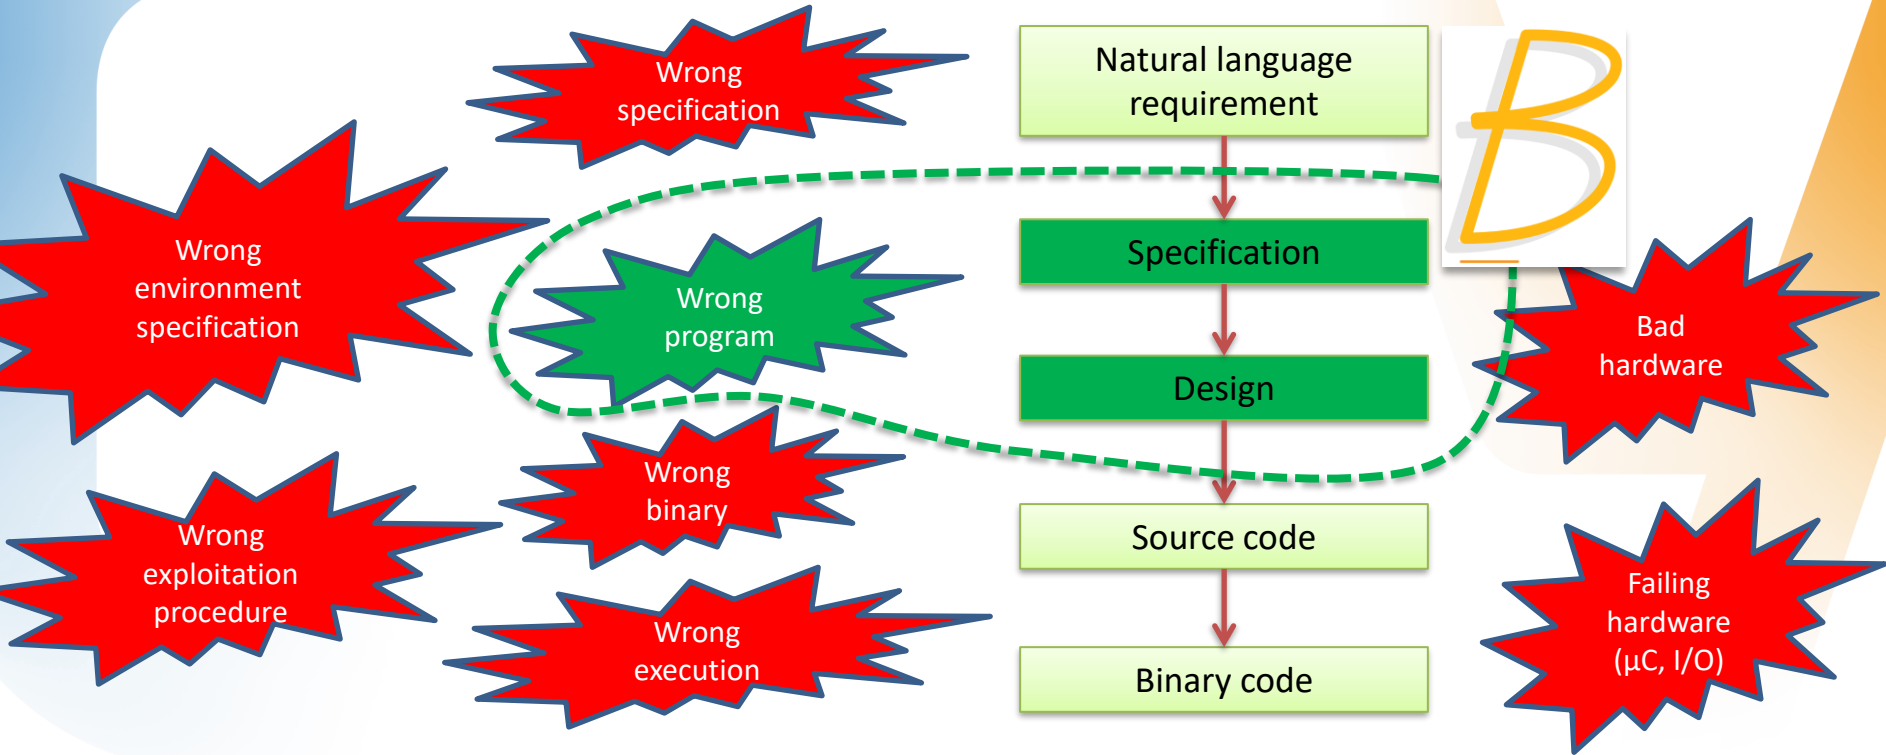 Wrong
specification
Natural language
requirement
B
Wrong
environment
specification
Wrong
program
Specification
Bad
hardware
Design
Wrong
binary
Wrong
exploitation
procedure
Source code
Failing
hardware
(µC, I/O)
Wrong
execution
Binary code